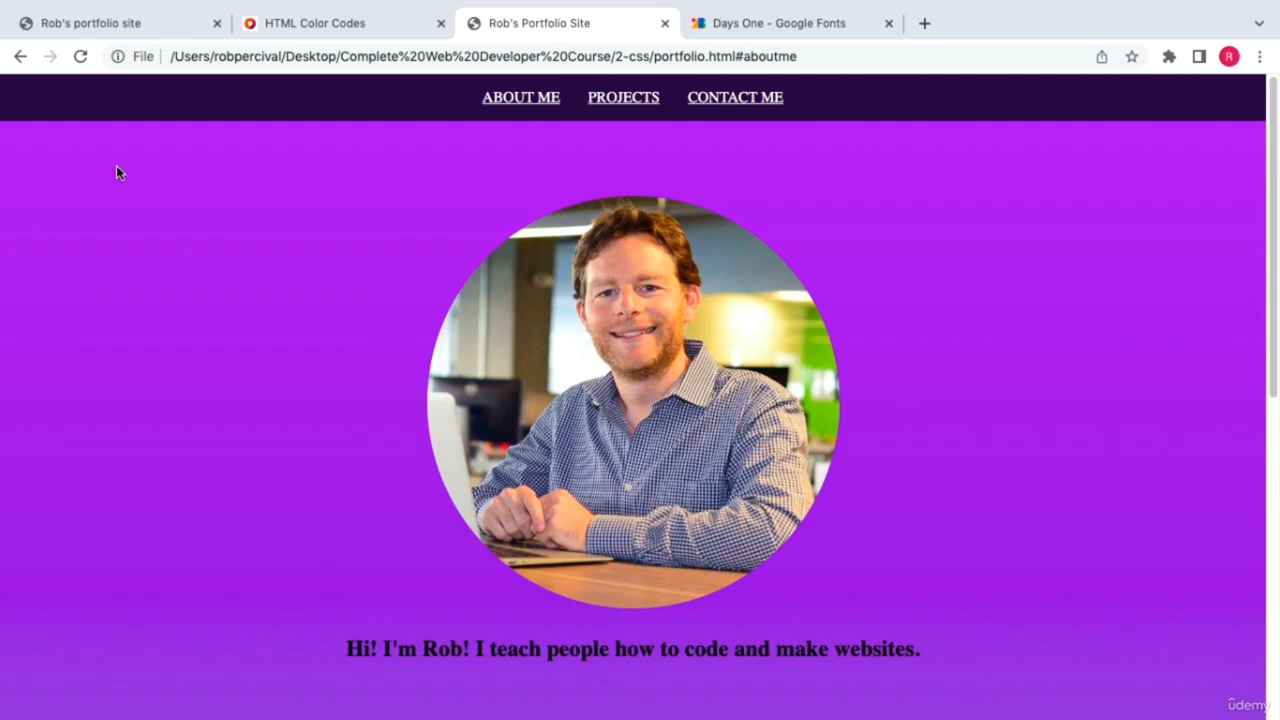 Rob's portfolio site
HTML Color Codes
Rob's Portfolio Site
Days One - Google Fonts
File
/Users/robpercival/Desktop/Complete%20Web%20Developer%20Course/2-css/portfolio.html#aboutme
R
ABOUT ME PROJECTS CONTACT ME
Hi! I'm Rob! I teach people how to code and make websites.
ûdemy